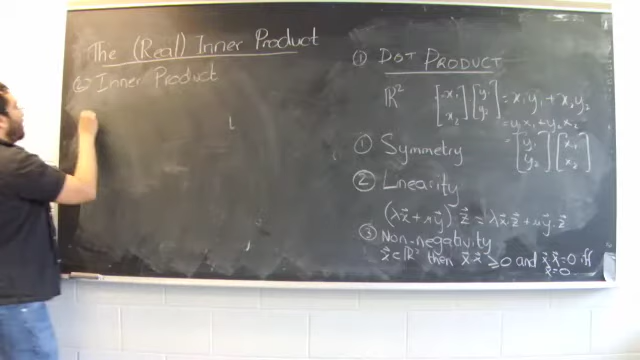 The (Real) Inner Product
② Inner Product
① DOT PRODUCT
ℝ² [x₁ x₂] [y₁ y₂] = x₁y₁ + x₂y₂
= y₁x₁ + y₂x₂
= [y₁ y₂] [x₁ x₂]
① Symmetry
② Linearity
(λx⃗ + μy⃗) z⃗ = λx⃗·z⃗ + μy⃗·z⃗
③ Non-negativity
x⃗ ∈ ℝ² then x⃗·x⃗ ≥ 0 and x⃗·x⃗ = 0 iff
x⃗ = 0